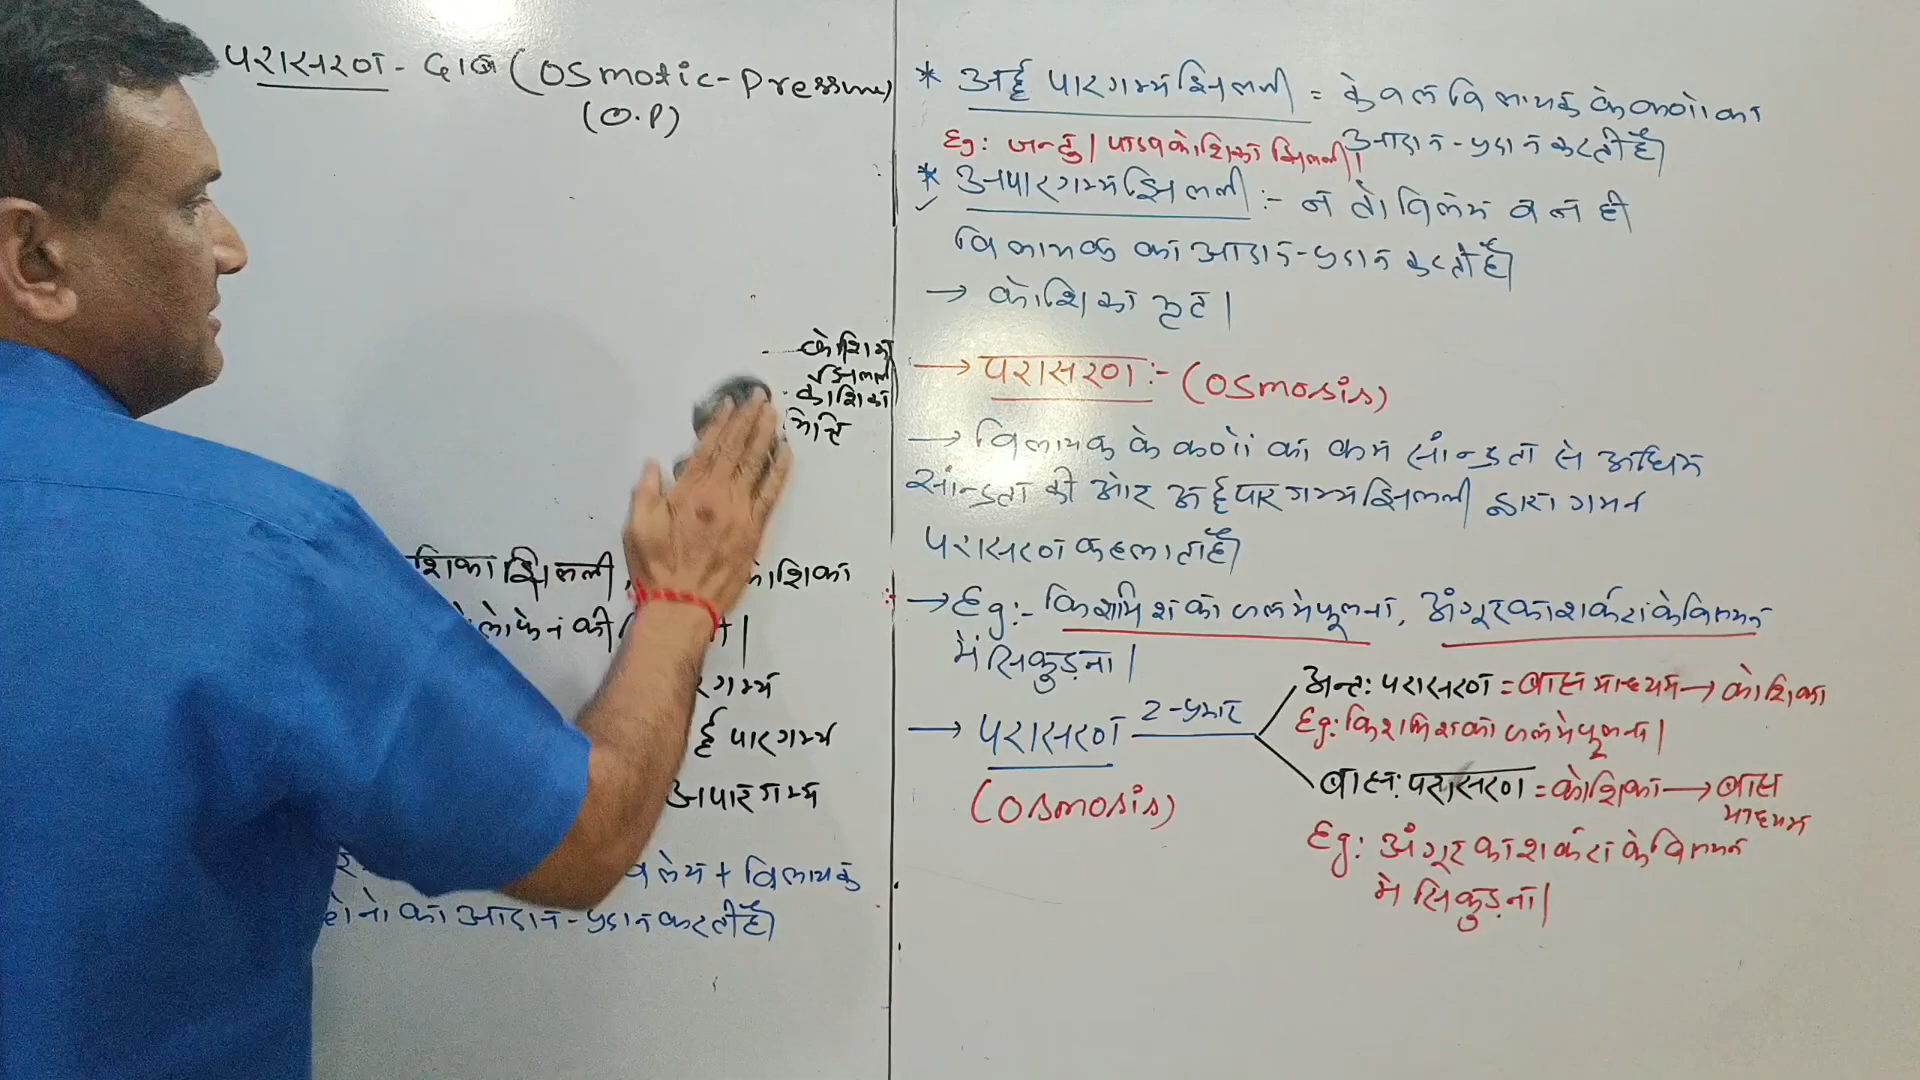 परासरण - दाब (Osmotic-Pressure)
(O.P)
कोशिका
झिल्ली
कोशिका
भित्ति
शिका झिल्ली, कोशिका
लोफेन की
र गम्य
र्द्ध पारगम्य
अपारगम्य
विलेय + विलायक
दोनो का आदान-प्रदान करती है।
* अर्द्ध पारगम्य झिल्ली = केवल विलायक के कणों का
आदान-प्रदान करती है।
Eg: जन्तु / पादप कोशिका झिल्ली।
* अपारगम्य झिल्ली :- न तो विलेय व न ही
विलायक का आदान-प्रदान करती है।
→ कोशिका भित्ति।
→ परासरण :- (Osmosis)
→ विलायक के कणों का कम सान्द्रता से अधिक
सान्द्रता की ओर अर्द्ध पारगम्य झिल्ली द्वारा गमन
परासरण कहलाता है।
→ Eg:- किशमिश का जल मे फूलना, अंगूर का शर्करा के विलयन
में सिकुड़ना।
→ परासरण 2-प्रकार
(Osmosis)
अन्तः परासरण = बाह्य माध्यम → कोशिका
Eg: किशमिश का जल मे फूलना।
बाह्य: परासरण = कोशिका → बाह्य
माध्यम
Eg: अंगूर का शर्करा के विलयन
मे सिकुड़ना।